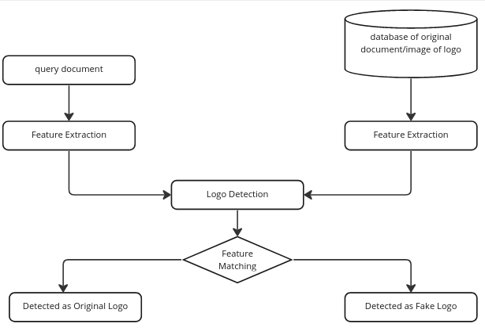 database of original
document/image of logo
query document
Feature Extraction
Feature Extraction
Logo Detection
Feature
Matching
Detected as Original Logo
Detected as Fake Logo